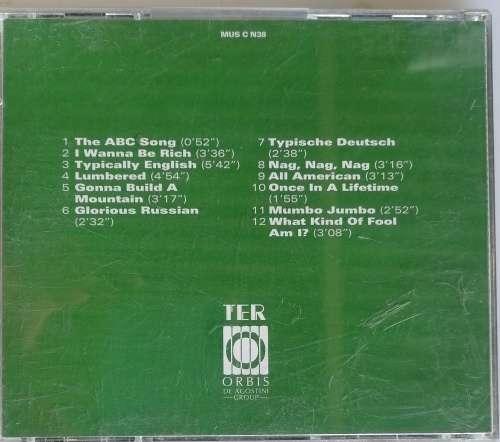 MUS C N38
1 The ABC Song (0'52")
2 I Wanna Be Rich (3'36")
3 Typically English (5'42")
4 Lumbered (4'54")
5 Gonna Build A
Mountain (3'17")
6 Glorious Russian
(2'32")
7 Typische Deutsch
(2'38")
8 Nag, Nag, Nag (3'16")
9 All American (3'13")
10 Once In A Lifetime
(1'55")
11 Mumbo Jumbo (2'52")
12 What Kind Of Fool
Am I? (3'08")
TER
ORBIS
DE AGOSTINI
GROUP